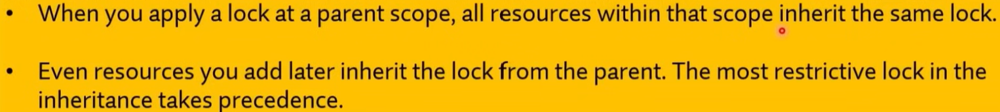 • When you apply a lock at a parent scope, all resources within that scope inherit the same lock.
• Even resources you add later inherit the lock from the parent. The most restrictive lock in the
inheritance takes precedence.